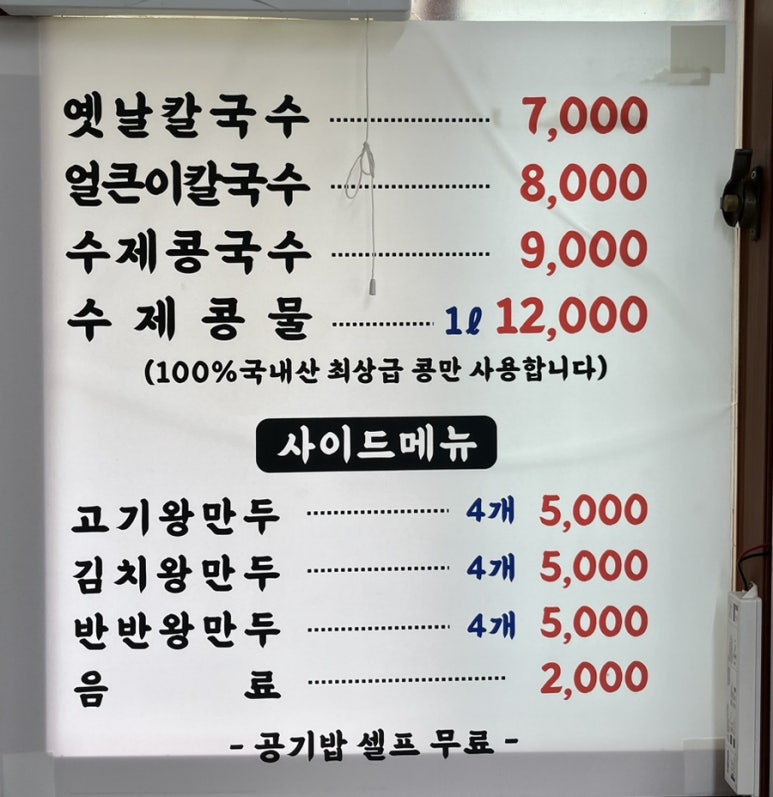 옛날칼국수 ........................ 7,000
얼큰이칼국수 ........................ 8,000
수제콩국수 ........................ 9,000
수제콩물 ............... 1ℓ 12,000
(100%국내산 최상급 콩만 사용합니다)
사이드메뉴
고기왕만두 ..................... 4개 5,000
김치왕만두 ..................... 4개 5,000
반반왕만두 ..................... 4개 5,000
음료 ............................. 2,000
- 공기밥 셀프 무료 -